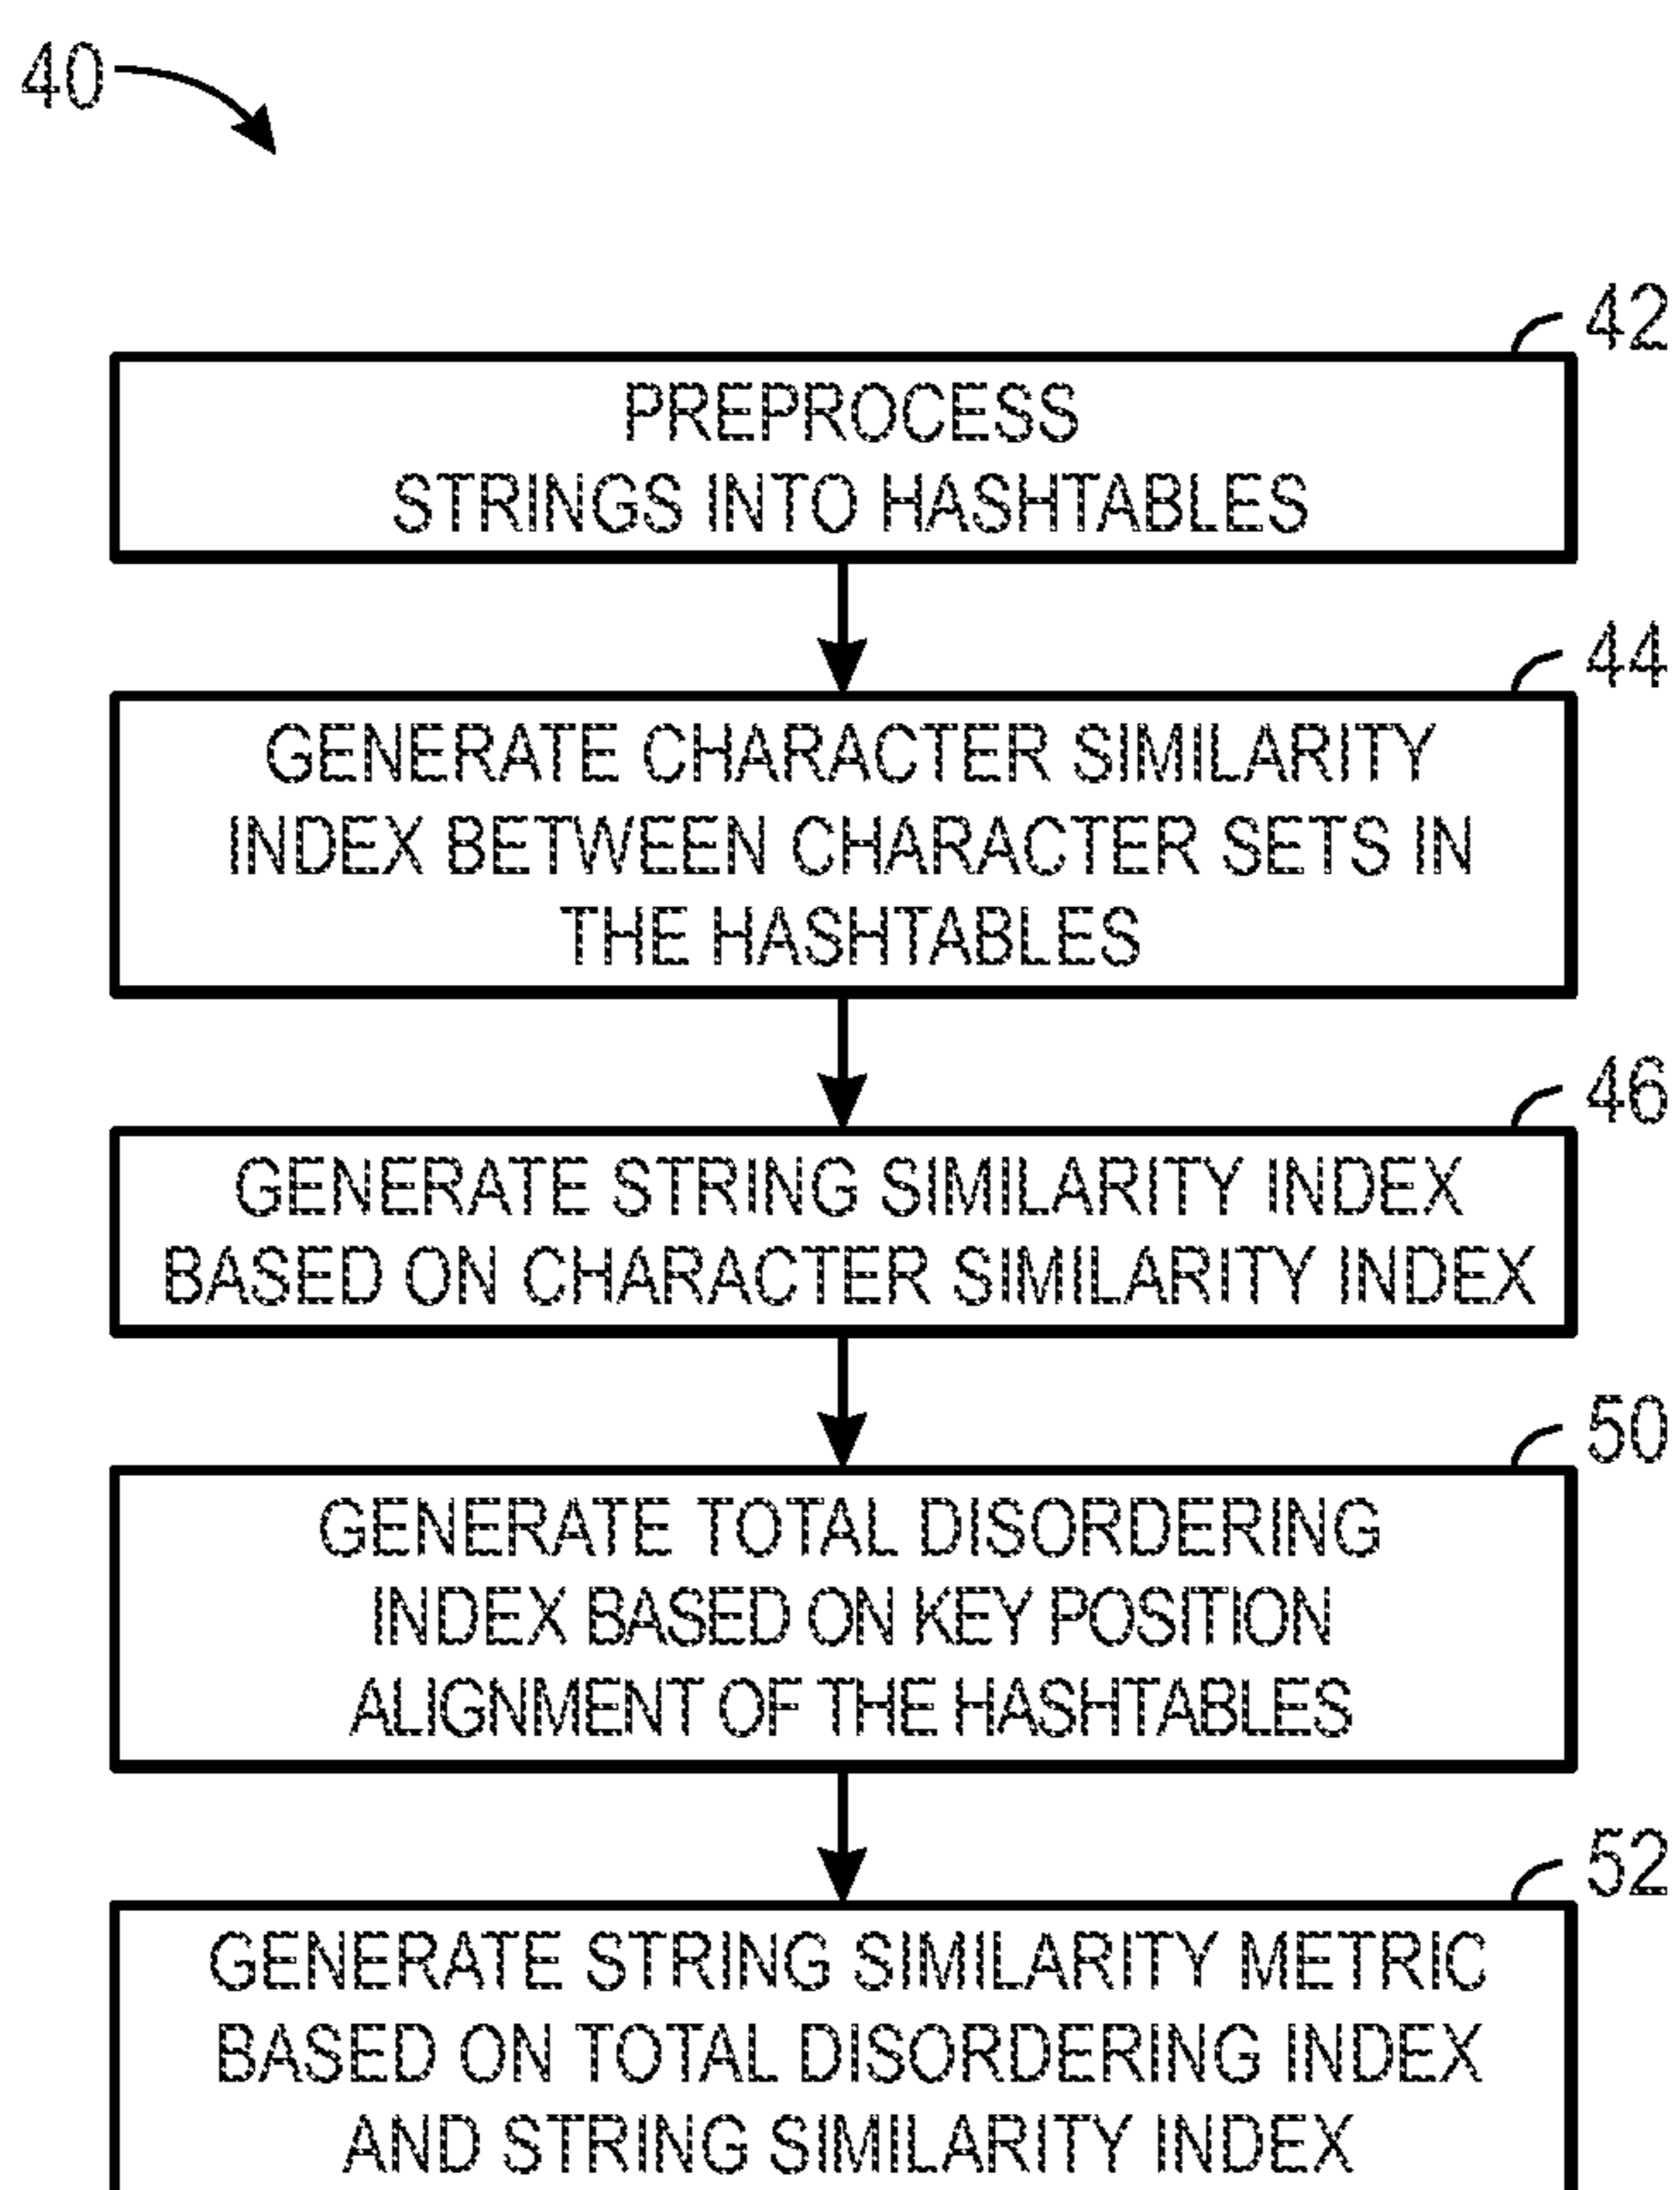 40
42
PREPROCESS
STRINGS INTO HASHTABLES
44
GENERATE CHARACTER SIMILARITY
INDEX BETWEEN CHARACTER SETS IN
THE HASHTABLES
46
GENERATE STRING SIMILARITY INDEX
BASED ON CHARACTER SIMILARITY INDEX
50
GENERATE TOTAL DISORDERING
INDEX BASED ON KEY POSITION
ALIGNMENT OF THE HASHTABLES
52
GENERATE STRING SIMILARITY METRIC
BASED ON TOTAL DISORDERING INDEX
AND STRING SIMILARITY INDEX